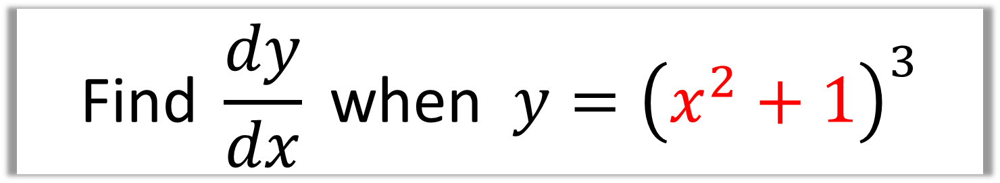 Find dy/dx when y = (x² + 1)³